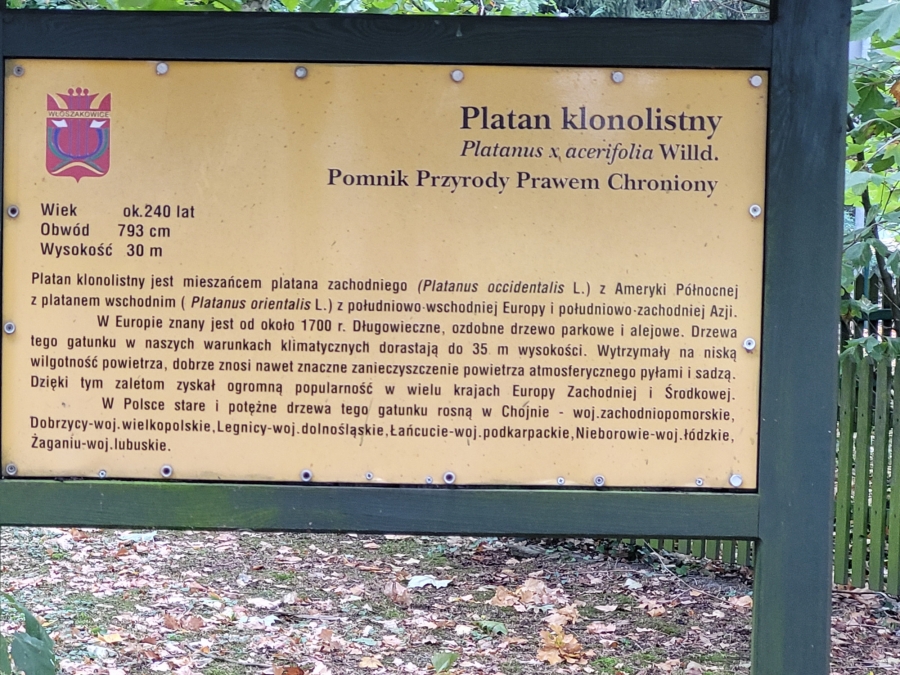 WŁOSZAKOWICE
Platan klonolistny
Platanus x acerifolia Willd.
Pomnik Przyrody Prawem Chroniony
Wiek ok.240 lat
Obwód 793 cm
Wysokość 30 m
Platan klonolistny jest mieszańcem platana zachodniego (Platanus occidentalis L.) z Ameryki Północnej
z platanem wschodnim ( Platanus orientalis L.) z południowo-wschodniej Europy i południowo-zachodniej Azji.
W Europie znany jest od około 1700 r. Długowieczne, ozdobne drzewo parkowe i alejowe. Drzewa
tego gatunku w naszych warunkach klimatycznych dorastają do 35 m wysokości. Wytrzymały na niską
wilgotność powietrza, dobrze znosi nawet znaczne zanieczyszczenie powietrza atmosferycznego pyłami i sadzą.
Dzięki tym zaletom zyskał ogromną popularność w wielu krajach Europy Zachodniej i Środkowej.
W Polsce stare i potężne drzewa tego gatunku rosną w Chojnie - woj.zachodniopomorskie,
Dobrzycy-woj.wielkopolskie,Legnicy-woj.dolnośląskie,Łańcucie-woj.podkarpackie,Nieborowie-woj.łódzkie,
Żaganiu-woj.lubuskie.